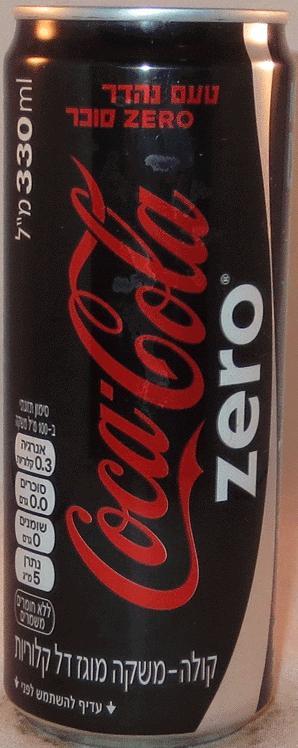 טעם נהדר
ZERO סוכר
330ml מ"ל
Coca-Cola
zero®
סימון תזונתי
ב-100 מ"ל משקה
אנרגיה
0.3 קלוריות
סוכרים
0.0 גרם
שומנים
0 גרם
נתרן
5 מ"ג
ללא חומרים
משמרים
קולה-משקה מוגז דל קלוריות
עדיף להשתמש לפני